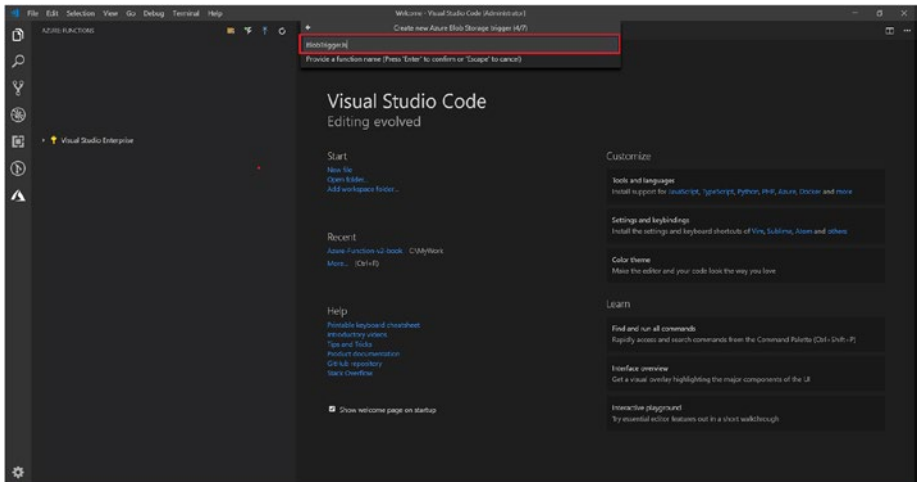 File Edit Selection View Go Debug Terminal Help
Welcome - Visual Studio Code [Administrator]
AZURE: FUNCTIONS
Create new Azure Blob Storage trigger (4/7)
BlobTriggerJs
Provide a function name (Press 'Enter' to confirm or 'Escape' to cancel)
Visual Studio Enterprise
Visual Studio Code
Editing evolved
Start
New file
Open folder...
Add workspace folder...
Recent
Azure-Function-v2-book C:\MyWork
More... (Ctrl+R)
Help
Printable keyboard cheatsheet
Introductory videos
Tips and Tricks
Product documentation
GitHub repository
Stack Overflow
Show welcome page on startup
Customize
Tools and languages
Install support for JavaScript, TypeScript, Python, PHP, Azure, Docker and more
Settings and keybindings
Install the settings and keyboard shortcuts of Vim, Sublime, Atom and others
Color theme
Make the editor and your code look the way you love
Learn
Find and run all commands
Rapidly access and search commands from the Command Palette (Ctrl+Shift+P)
Interface overview
Get a visual overlay highlighting the major components of the UI
Interactive playground
Try essential editor features out in a short walkthrough